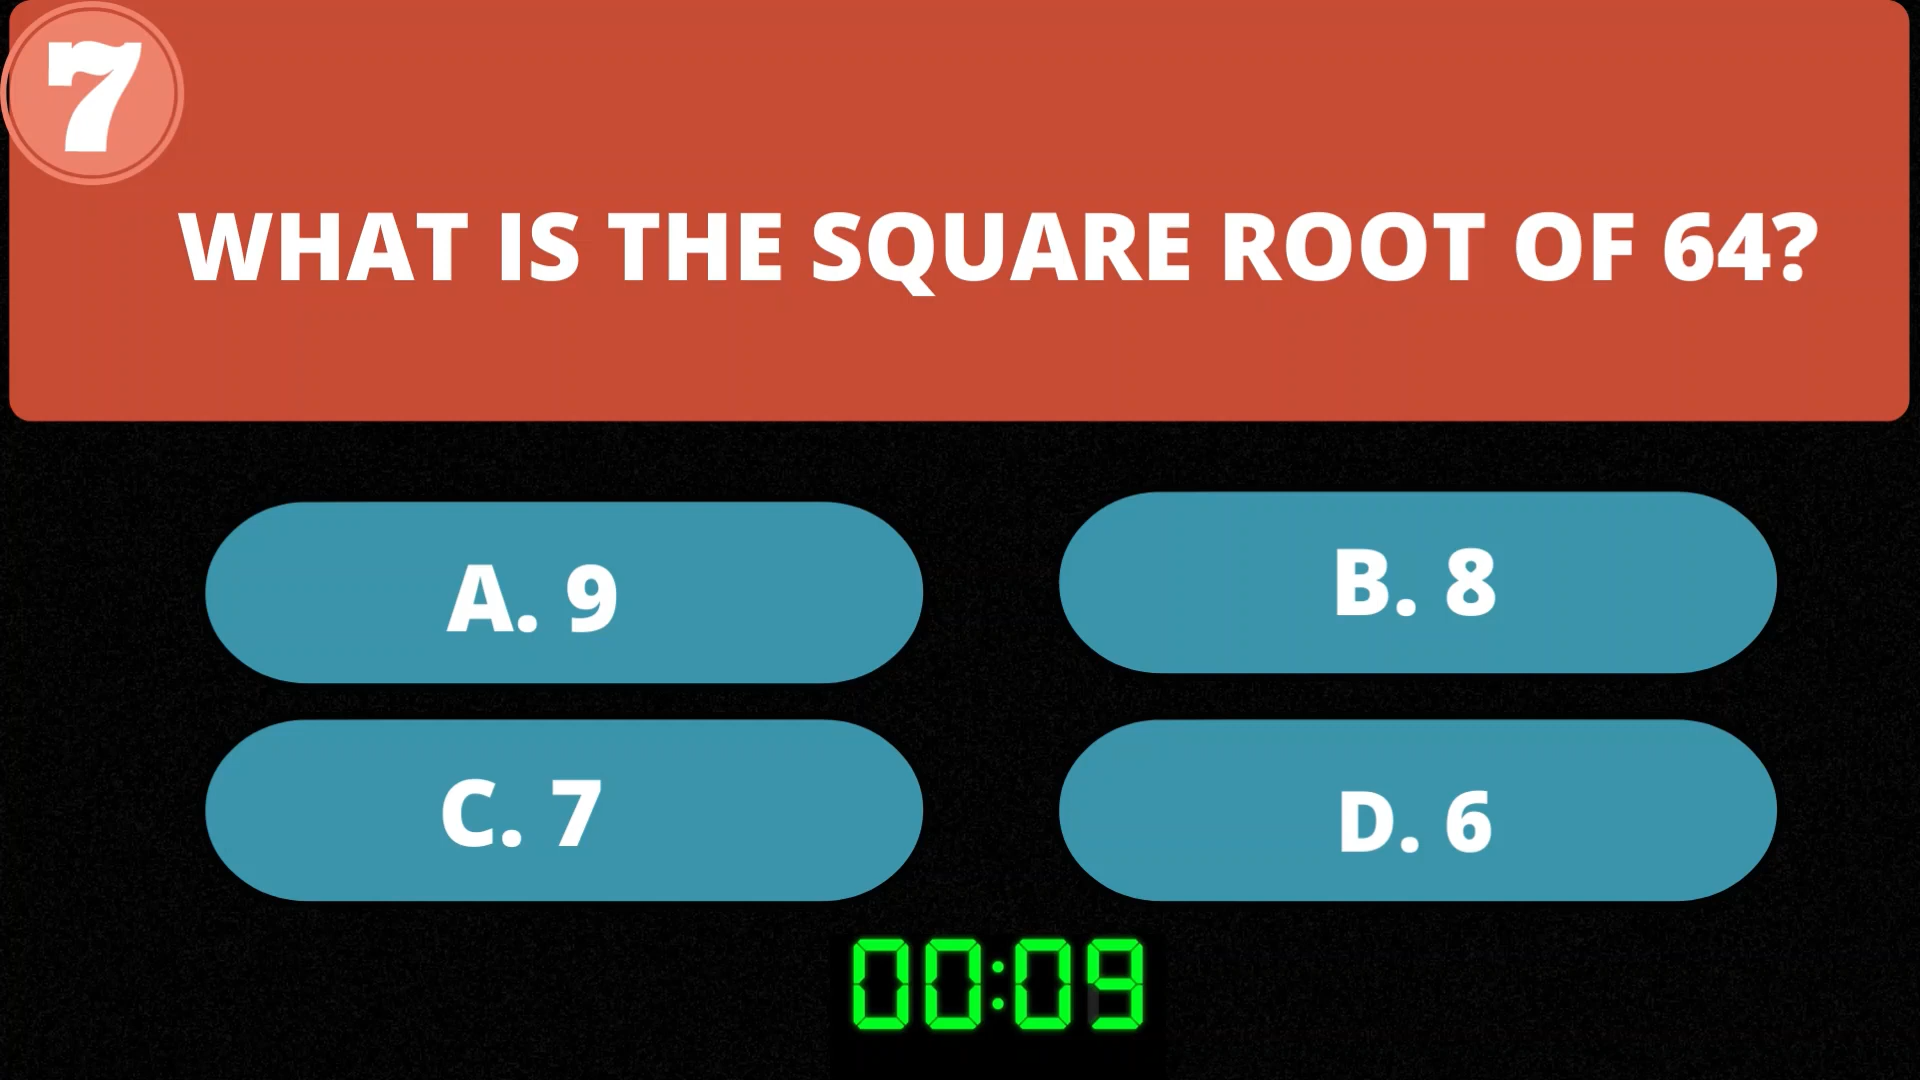 7
WHAT IS THE SQUARE ROOT OF 64?
A. 9
B. 8
C. 7
D. 6
00:09